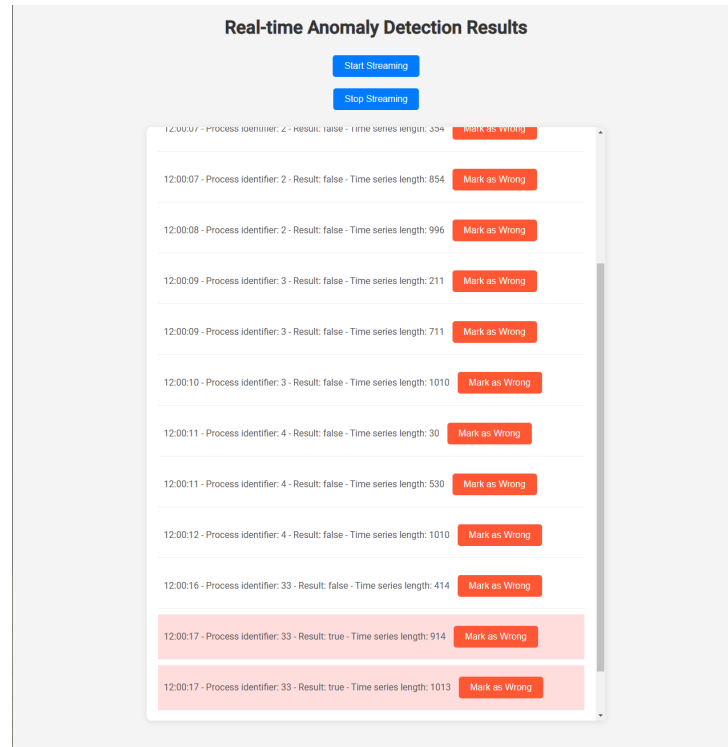 Real-time Anomaly Detection Results
Start Streaming
Stop Streaming
12:00:07 - Process identifier: 2 - Result: false - Time series length: 354 Mark as Wrong
12:00:07 - Process identifier: 2 - Result: false - Time series length: 854 Mark as Wrong
12:00:08 - Process identifier: 2 - Result: false - Time series length: 996 Mark as Wrong
12:00:09 - Process identifier: 3 - Result: false - Time series length: 211 Mark as Wrong
12:00:09 - Process identifier: 3 - Result: false - Time series length: 711 Mark as Wrong
12:00:10 - Process identifier: 3 - Result: false - Time series length: 1010 Mark as Wrong
12:00:11 - Process identifier: 4 - Result: false - Time series length: 30 Mark as Wrong
12:00:11 - Process identifier: 4 - Result: false - Time series length: 530 Mark as Wrong
12:00:12 - Process identifier: 4 - Result: false - Time series length: 1010 Mark as Wrong
12:00:16 - Process identifier: 33 - Result: false - Time series length: 414 Mark as Wrong
12:00:17 - Process identifier: 33 - Result: true - Time series length: 914 Mark as Wrong
12:00:17 - Process identifier: 33 - Result: true - Time series length: 1013 Mark as Wrong